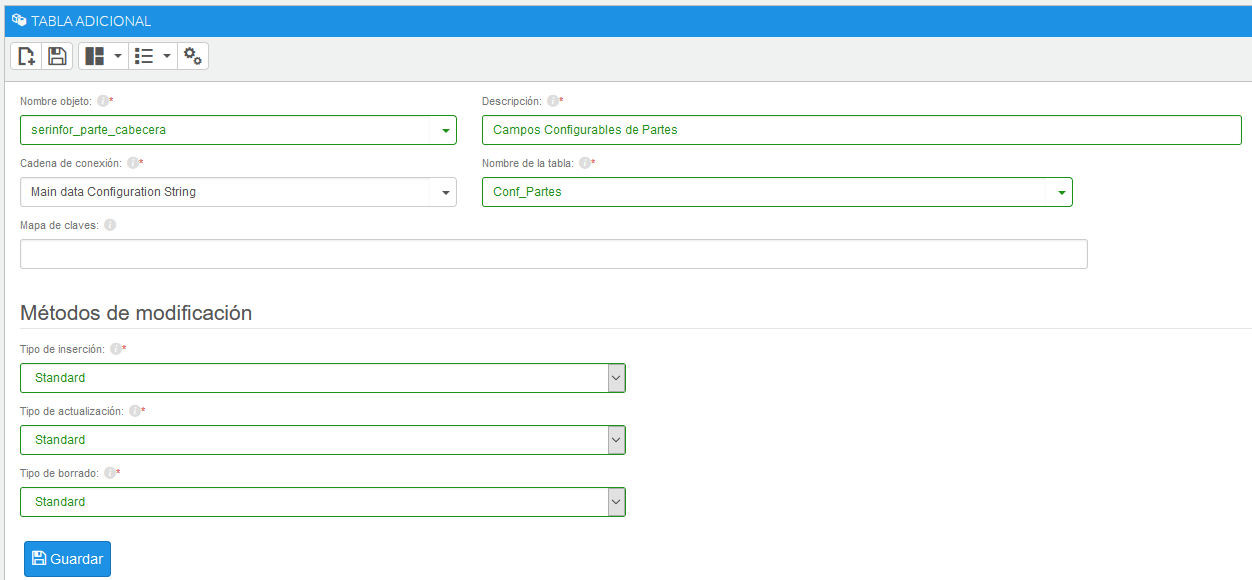 TABLA ADICIONAL
Nombre objeto: * Descripción: *
serinfor_parte_cabecera Campos Configurables de Partes
Cadena de conexión: * Nombre de la tabla: *
Main data Configuration String Conf_Partes
Mapa de claves:
Métodos de modificación
Tipo de inserción: *
Standard
Tipo de actualización: *
Standard
Tipo de borrado: *
Standard
Guardar